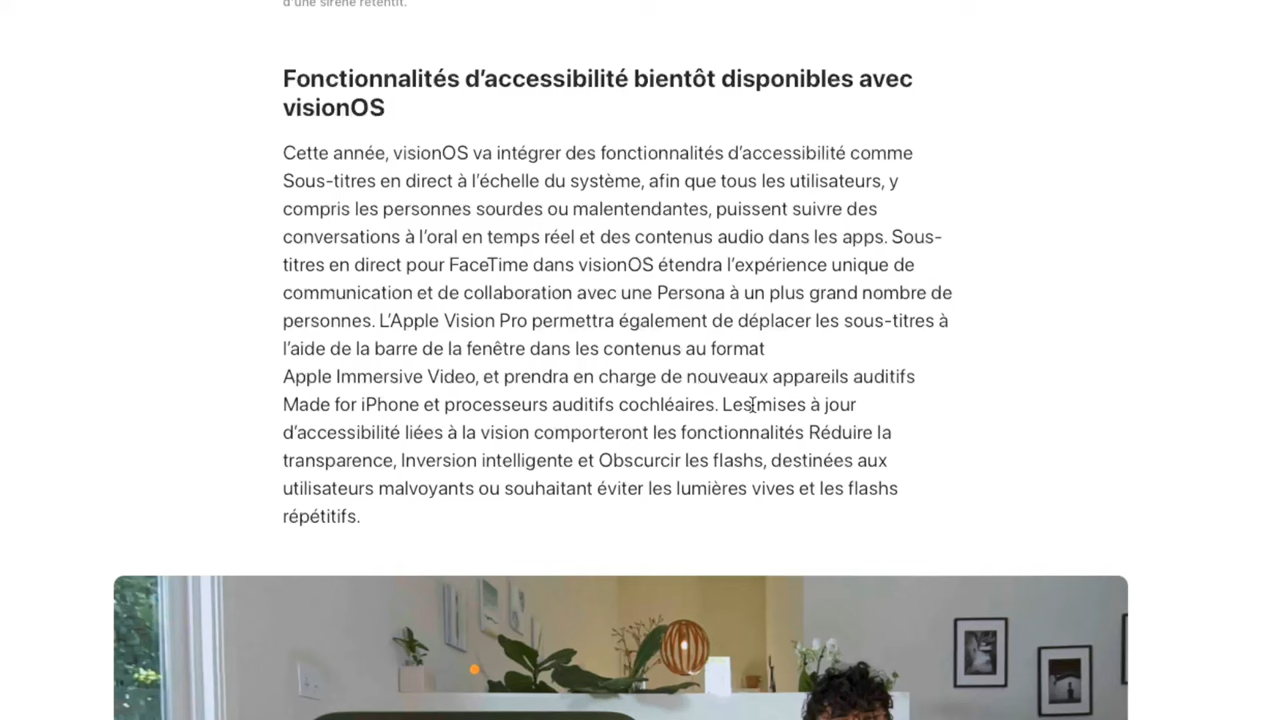 d'une sirène retentit.
Fonctionnalités d’accessibilité bientôt disponibles avec
visionOS
Cette année, visionOS va intégrer des fonctionnalités d’accessibilité comme
Sous-titres en direct à l’échelle du système, afin que tous les utilisateurs, y
compris les personnes sourdes ou malentendantes, puissent suivre des
conversations à l’oral en temps réel et des contenus audio dans les apps. Sous-
titres en direct pour FaceTime dans visionOS étendra l’expérience unique de
communication et de collaboration avec une Persona à un plus grand nombre de
personnes. L’Apple Vision Pro permettra également de déplacer les sous-titres à
l’aide de la barre de la fenêtre dans les contenus au format
Apple Immersive Video, et prendra en charge de nouveaux appareils auditifs
Made for iPhone et processeurs auditifs cochléaires. Les mises à jour
d’accessibilité liées à la vision comporteront les fonctionnalités Réduire la
transparence, Inversion intelligente et Obscurcir les flashs, destinées aux
utilisateurs malvoyants ou souhaitant éviter les lumières vives et les flashs
répétitifs.